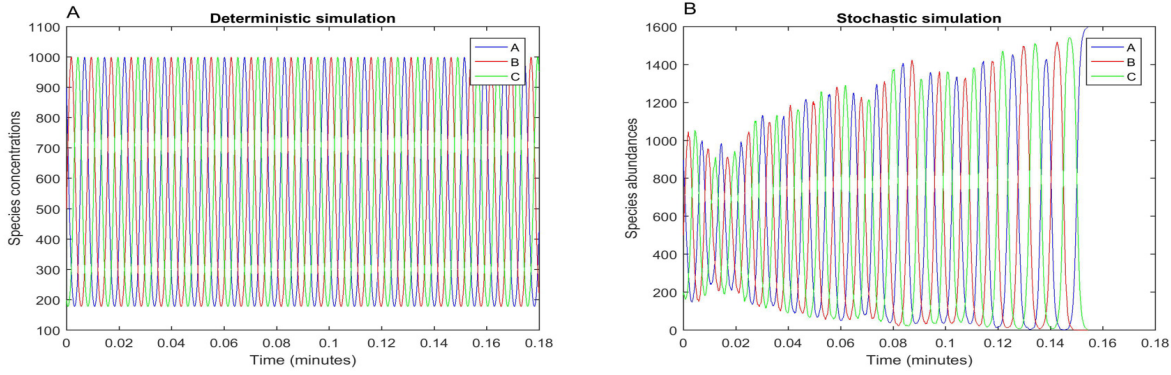 A
Deterministic simulation
Species concentrations
1100
1000
900
800
700
600
500
400
300
200
100
0
0.02
0.04
0.06
0.08
0.1
0.12
0.14
0.16
0.18
Time (minutes)
A
B
C
B
Stochastic simulation
Species abundances
1600
1400
1200
1000
800
600
400
200
0
0
0.02
0.04
0.06
0.08
0.1
0.12
0.14
0.16
0.18
Time (minutes)
A
B
C